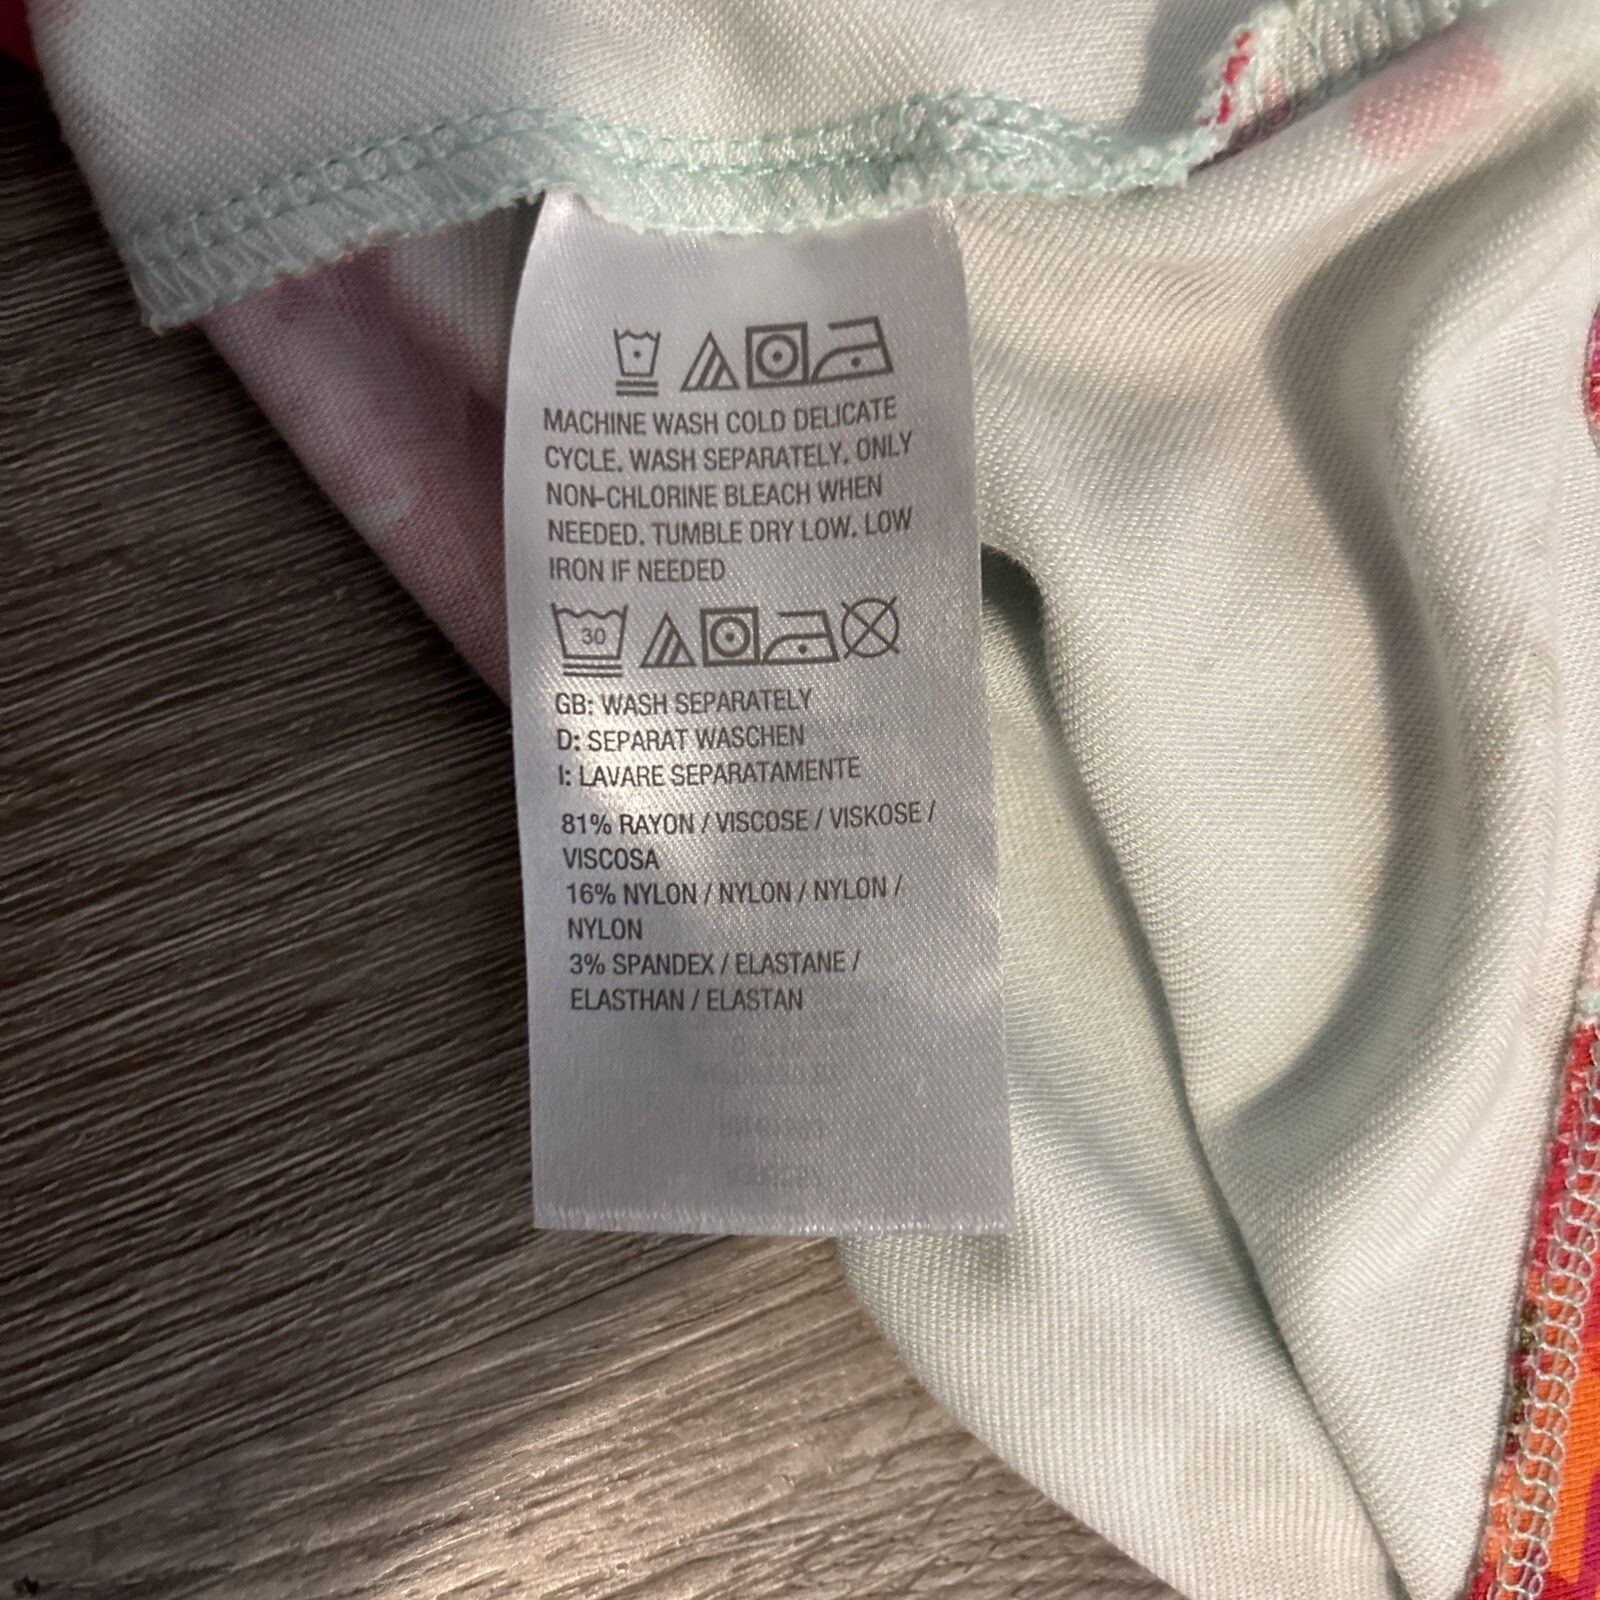 MACHINE WASH COLD DELICATE
CYCLE. WASH SEPARATELY. ONLY
NON-CHLORINE BLEACH WHEN
NEEDED. TUMBLE DRY LOW. LOW
IRON IF NEEDED
30
GB: WASH SEPARATELY
D: SEPARAT WASCHEN
I: LAVARE SEPARATAMENTE
81% RAYON / VISCOSE / VISKOSE /
VISCOSA
16% NYLON / NYLON / NYLON /
NYLON
3% SPANDEX / ELASTANE /
ELASTHAN / ELASTAN